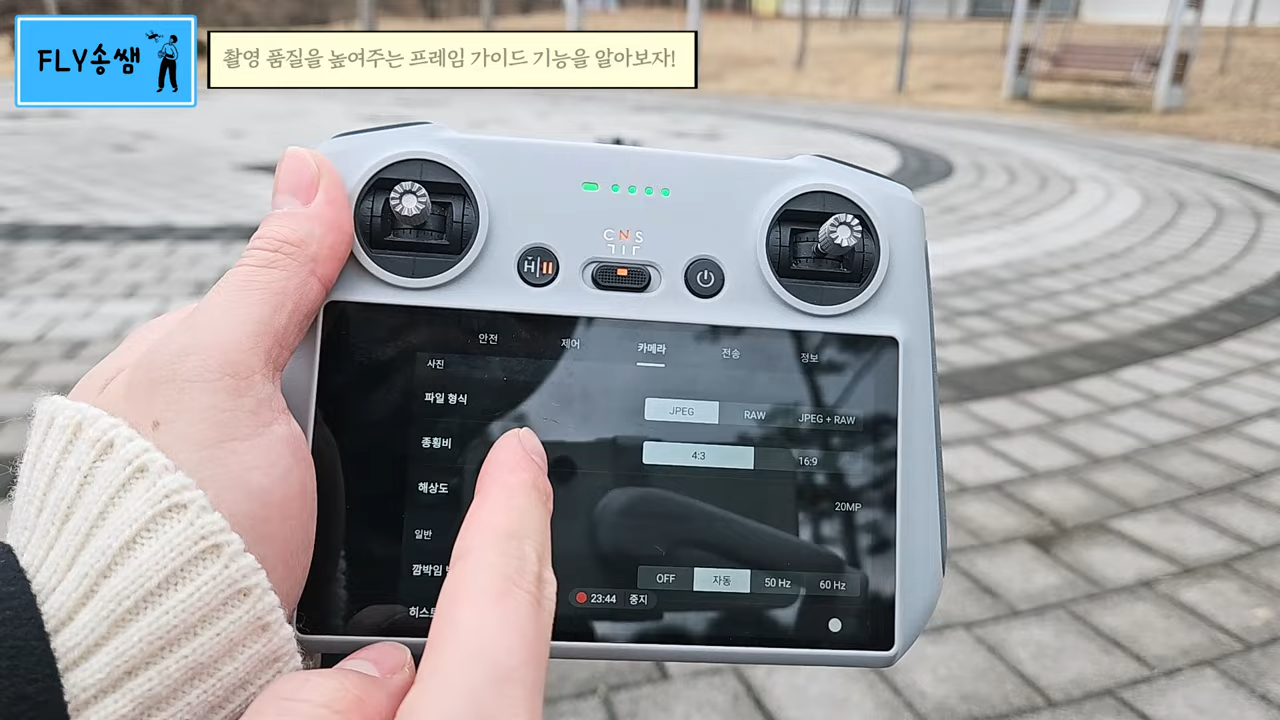 FLY송쌤
촬영 품질을 높여주는 프레임 가이드 기능을 알아보자!
C N S
H
안전 제어 카메라 전송 정보
사진
파일 형식 JPEG RAW JPEG + RAW
종횡비 4:3 16:9
해상도 20MP
일반
깜박임 OFF 자동 50 Hz 60 Hz
23:44 중지